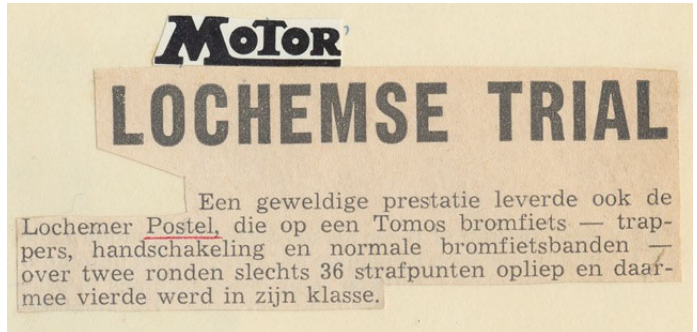 MOTOR
LOCHEMSE TRIAL
Een geweldige prestatie leverde ook de
Lochemer Postel, die op een Tomos bromfiets — trap-
pers, handschakeling en normale bromfietsbanden —
over twee ronden slechts 36 strafpunten opliep en daar-
mee vierde werd in zijn klasse.